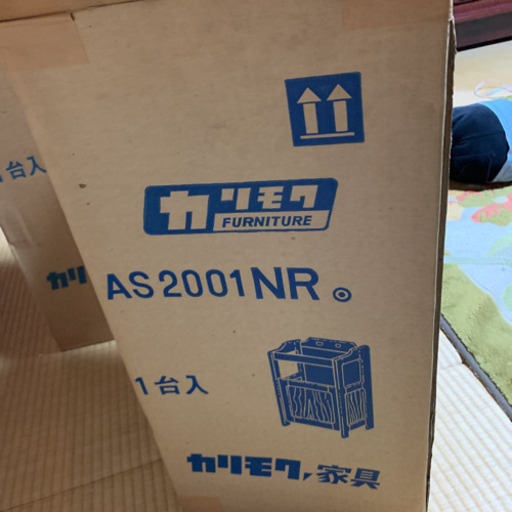 カリモク
FURNITURE
AS2001NR
1台入
カリモク家具
台入
カリ